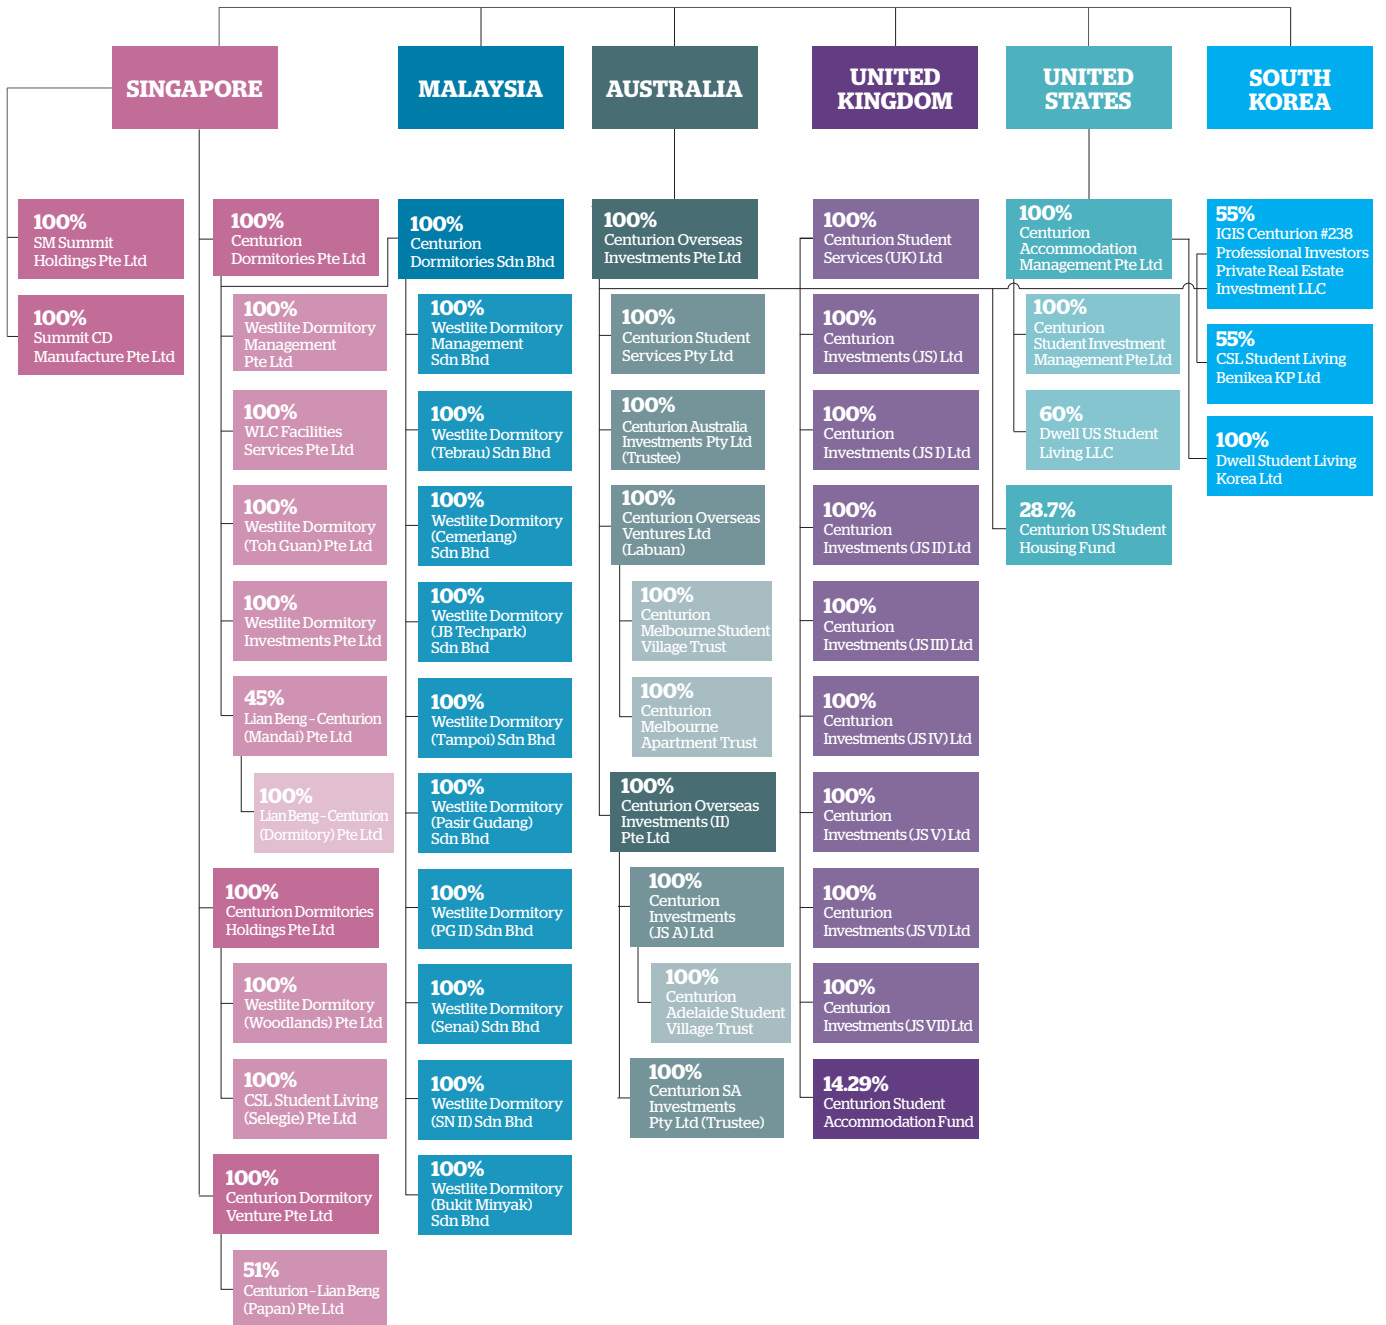 SINGAPORE
100%
SM Summit
Holdings Pte Ltd
100%
Summit CD
Manufacture Pte Ltd
100%
Centurion
Dormitories Pte Ltd
100%
Westlite Dormitory
Management
Pte Ltd
100%
WLC Facilities
Services Pte Ltd
100%
Westlite Dormitory
(Toh Guan) Pte Ltd
100%
Westlite Dormitory
Investments Pte Ltd
45%
Lian Beng – Centurion
(Mandai) Pte Ltd
100%
Lian Beng – Centurion
(Dormitory) Pte Ltd
100%
Centurion Dormitories
Holdings Pte Ltd
100%
Westlite Dormitory
(Woodlands) Pte Ltd
100%
CSL Student Living
(Selegie) Pte Ltd
100%
Centurion Dormitory
Venture Pte Ltd
51%
Centurion – Lian Beng
(Papan) Pte Ltd
MALAYSIA
100%
Centurion
Dormitories Sdn Bhd
100%
Westlite Dormitory
Management
Sdn Bhd
100%
Westlite Dormitory
(Tebrau) Sdn Bhd
100%
Westlite Dormitory
(Cemerlang)
Sdn Bhd
100%
Westlite Dormitory
(JB Techpark)
Sdn Bhd
100%
Westlite Dormitory
(Tampoi) Sdn Bhd
100%
Westlite Dormitory
(Pasir Gudang)
Sdn Bhd
100%
Westlite Dormitory
(PG II) Sdn Bhd
100%
Westlite Dormitory
(Senai) Sdn Bhd
100%
Westlite Dormitory
(SN II) Sdn Bhd
100%
Westlite Dormitory
(Bukit Minyak)
Sdn Bhd
AUSTRALIA
100%
Centurion Overseas
Investments Pte Ltd
100%
Centurion Student
Services Pty Ltd
100%
Centurion Australia
Investments Pty Ltd
(Trustee)
100%
Centurion Overseas
Ventures Ltd
(Labuan)
100%
Centurion
Melbourne Student
Village Trust
100%
Centurion
Melbourne
Apartment Trust
100%
Centurion Overseas
Investments (II)
Pte Ltd
100%
Centurion
Investments
(JS A) Ltd
100%
Centurion
Adelaide Student
Village Trust
100%
Centurion SA
Investments
Pty Ltd (Trustee)
UNITED
KINGDOM
100%
Centurion Student
Services (UK) Ltd
100%
Centurion
Investments (JS) Ltd
100%
Centurion
Investments (JS I) Ltd
100%
Centurion
Investments (JS II) Ltd
100%
Centurion
Investments (JS III) Ltd
100%
Centurion
Investments (JS IV) Ltd
100%
Centurion
Investments (JS V) Ltd
100%
Centurion
Investments (JS VI) Ltd
100%
Centurion
Investments (JS VII) Ltd
14.29%
Centurion Student
Accommodation Fund
UNITED
STATES
100%
Centurion
Accommodation
Management Pte Ltd
100%
Centurion
Student Investment
Management Pte Ltd
60%
Dwell US Student
Living LLC
28.7%
Centurion US Student
Housing Fund
SOUTH
KOREA
55%
IGIS Centurion #238
Professional Investors
Private Real Estate
Investment LLC
55%
CSL Student Living
Benikea KP Ltd
100%
Dwell Student Living
Korea Ltd